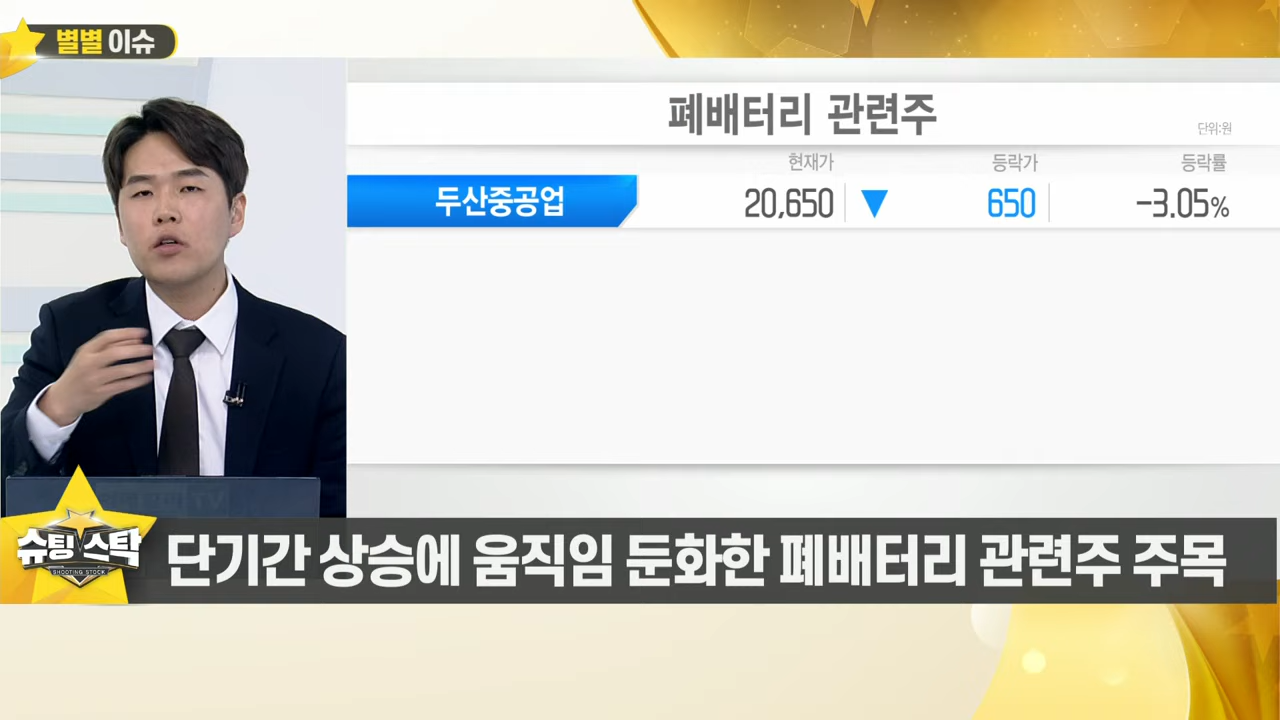 별별 이슈
폐배터리 관련주
단위:원
현재가 등락가 등락률
두산중공업 20,650 ▼ 650 -3.05%
슈팅 스탁
SHOOTING STOCK
단기간 상승에 움직임 둔화한 폐배터리 관련주 주목